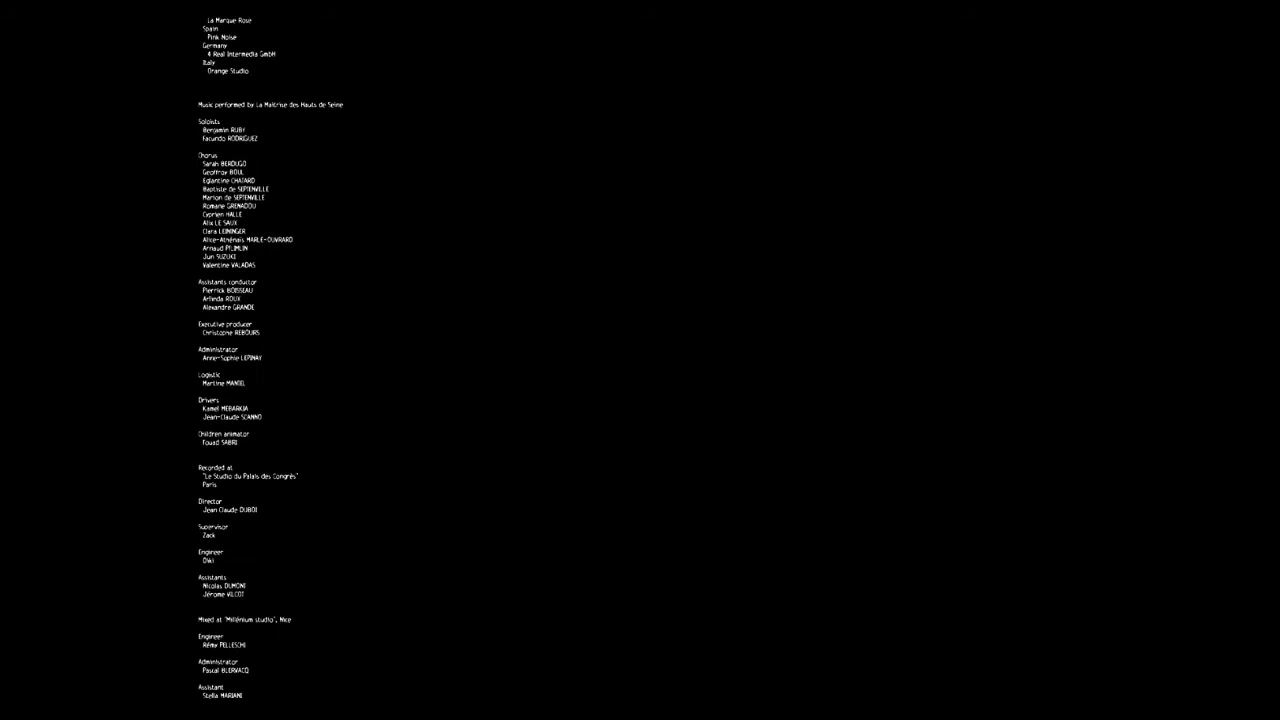 La Marque Rose
Spain
Pink Noise
Germany
4 Real Intermedia GmbH
Italy
Orange Studio
Music performed by La Maîtrise des Hauts de Seine
Soloists
Benjamin RUBY
Facundo RODRIGUEZ
Chorus
Sarah BERDUGO
Geoffroy BOUL
Eglantine CHATARD
Baptiste de SEPTENVILLE
Marion de SEPTENVILLE
Romane GRENADOU
Cyprien HALLE
Alix LE SAUX
Clara LEININGER
Alice-Athénaïs MARLE-OUVRARD
Arnaud PFLIMLIN
Jun SUZUKI
Valentine VALADAS
Assistants conductor
Pierrick BOISSEAU
Arlinda ROUX
Alexandre GRANDE
Executive producer
Christophe REBOURS
Administrator
Anne-Sophie LEPINAY
Logistic
Martine MANTEL
Drivers
Kamel MEBARKIA
Jean-Claude SCANNO
Children animator
Fouad SABRI
Recorded at
"Le Studio du Palais des Congrès"
Paris
Director
Jean Claude DUBOI
Supervisor
Zack
Engineer
Assistants
Nicolas DUMONT
Jérome VILCOT
Mixed at "Millénium studio", Nice
Engineer
Rémy PELLESCHI
Administrator
Pascal BLERVACQ
Assistant
Stella MARIANI